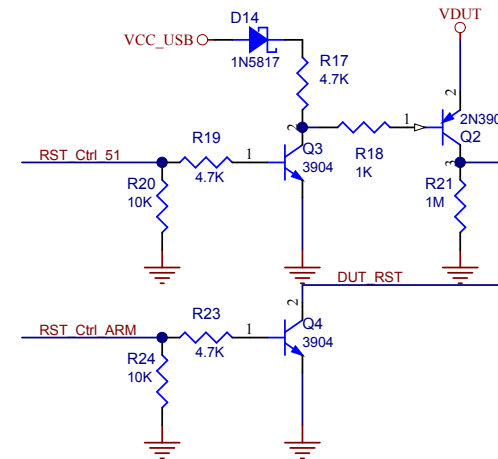 D14
VCC_USB
1N5817
VDUT
R17
4.7K
2
2
1
2N390
Q2
R18
1K
RST_Ctrl_51
R19
4.7K
1
Q3
3904
3
R20
10K
R21
1M
DUT_RST
2
RST_Ctrl_ARM
R23
4.7K
1
Q4
3904
R24
10K